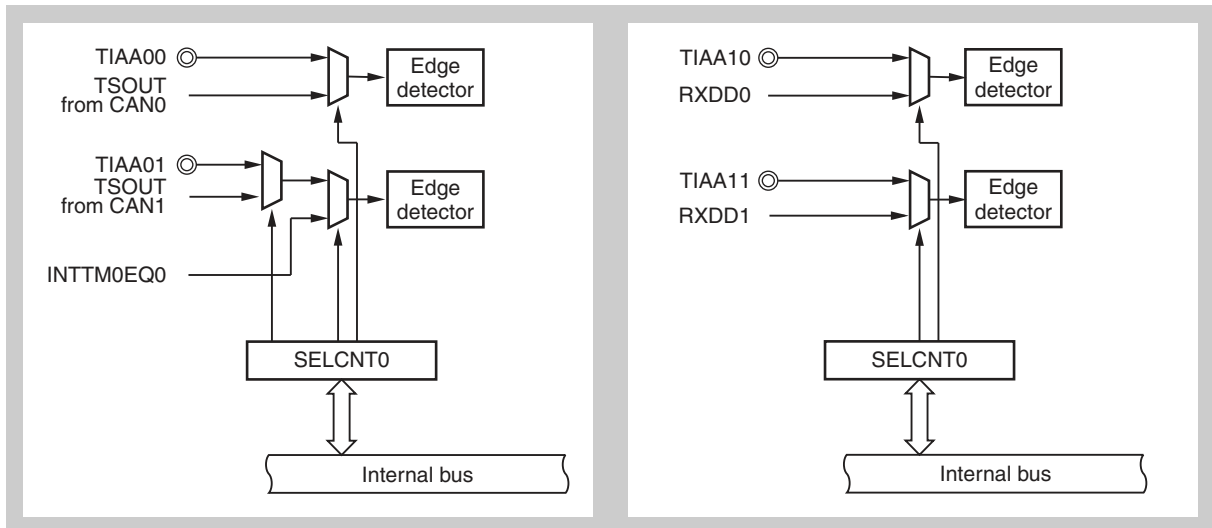 TIAA00
TSOUT
from CAN0
Edge
detector
TIAA01
TSOUT
from CAN1
Edge
detector
INTTM0EQ0
SELCNT0
Internal bus
TIAA10
RXDD0
Edge
detector
TIAA11
RXDD1
Edge
detector
SELCNT0
Internal bus